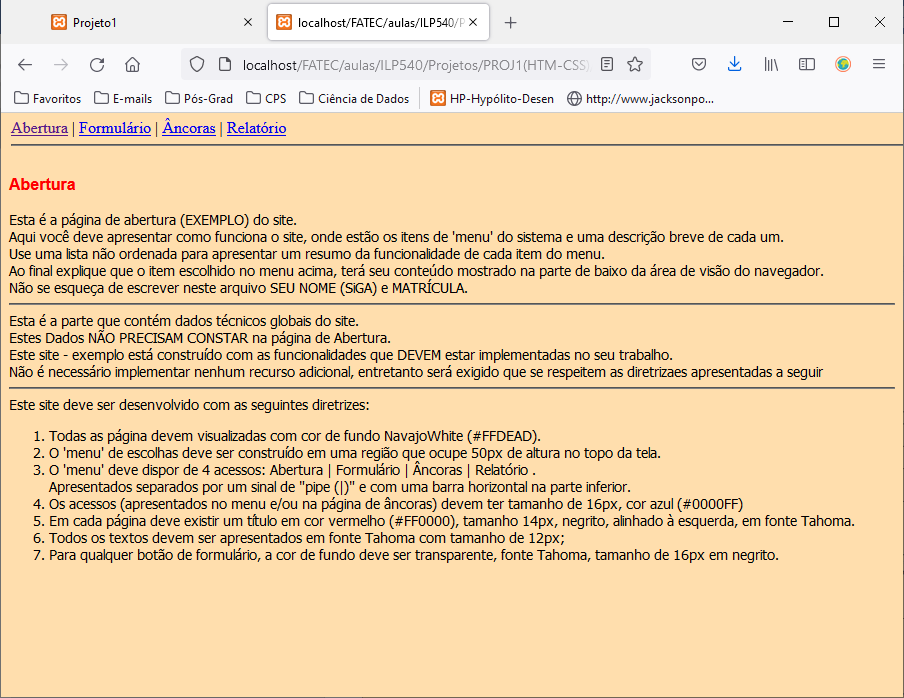 Projeto1
localhost/FATEC/aulas/ILP540/P
localhost/FATEC/aulas/ILP540/Projetos/PROJ1(HTM-CSS)
Favoritos E-mails Pós-Grad CPS Ciência de Dados HP-Hypólito-Desen http://www.jacksonpo...
Abertura | Formulário | Âncoras | Relatório
Abertura
Esta é a página de abertura (EXEMPLO) do site.
Aqui você deve apresentar como funciona o site, onde estão os itens de 'menu' do sistema e uma descrição breve de cada um.
Use uma lista não ordenada para apresentar um resumo da funcionalidade de cada item do menu.
Ao final explique que o item escolhido no menu acima, terá seu conteúdo mostrado na parte de baixo da área de visão do navegador.
Não se esqueça de escrever neste arquivo SEU NOME (SiGA) e MATRÍCULA.
Esta é a parte que contém dados técnicos globais do site.
Estes Dados NÃO PRECISAM CONSTAR na página de Abertura.
Este site - exemplo está construído com as funcionalidades que DEVEM estar implementadas no seu trabalho.
Não é necessário implementar nenhum recurso adicional, entretanto será exigido que se respeitem as diretrizaes apresentadas a seguir
Este site deve ser desenvolvido com as seguintes diretrizes:
1. Todas as página devem visualizadas com cor de fundo NavajoWhite (#FFDEAD).
2. O 'menu' de escolhas deve ser construído em uma região que ocupe 50px de altura no topo da tela.
3. O 'menu' deve dispor de 4 acessos: Abertura | Formulário | Âncoras | Relatório .
Apresentados separados por um sinal de "pipe (|)" e com uma barra horizontal na parte inferior.
4. Os acessos (apresentados no menu e/ou na página de âncoras) devem ter tamanho de 16px, cor azul (#0000FF)
5. Em cada página deve existir um título em cor vermelho (#FF0000), tamanho 14px, negrito, alinhado à esquerda, em fonte Tahoma.
6. Todos os textos devem ser apresentados em fonte Tahoma com tamanho de 12px;
7. Para qualquer botão de formulário, a cor de fundo deve ser transparente, fonte Tahoma, tamanho de 16px em negrito.